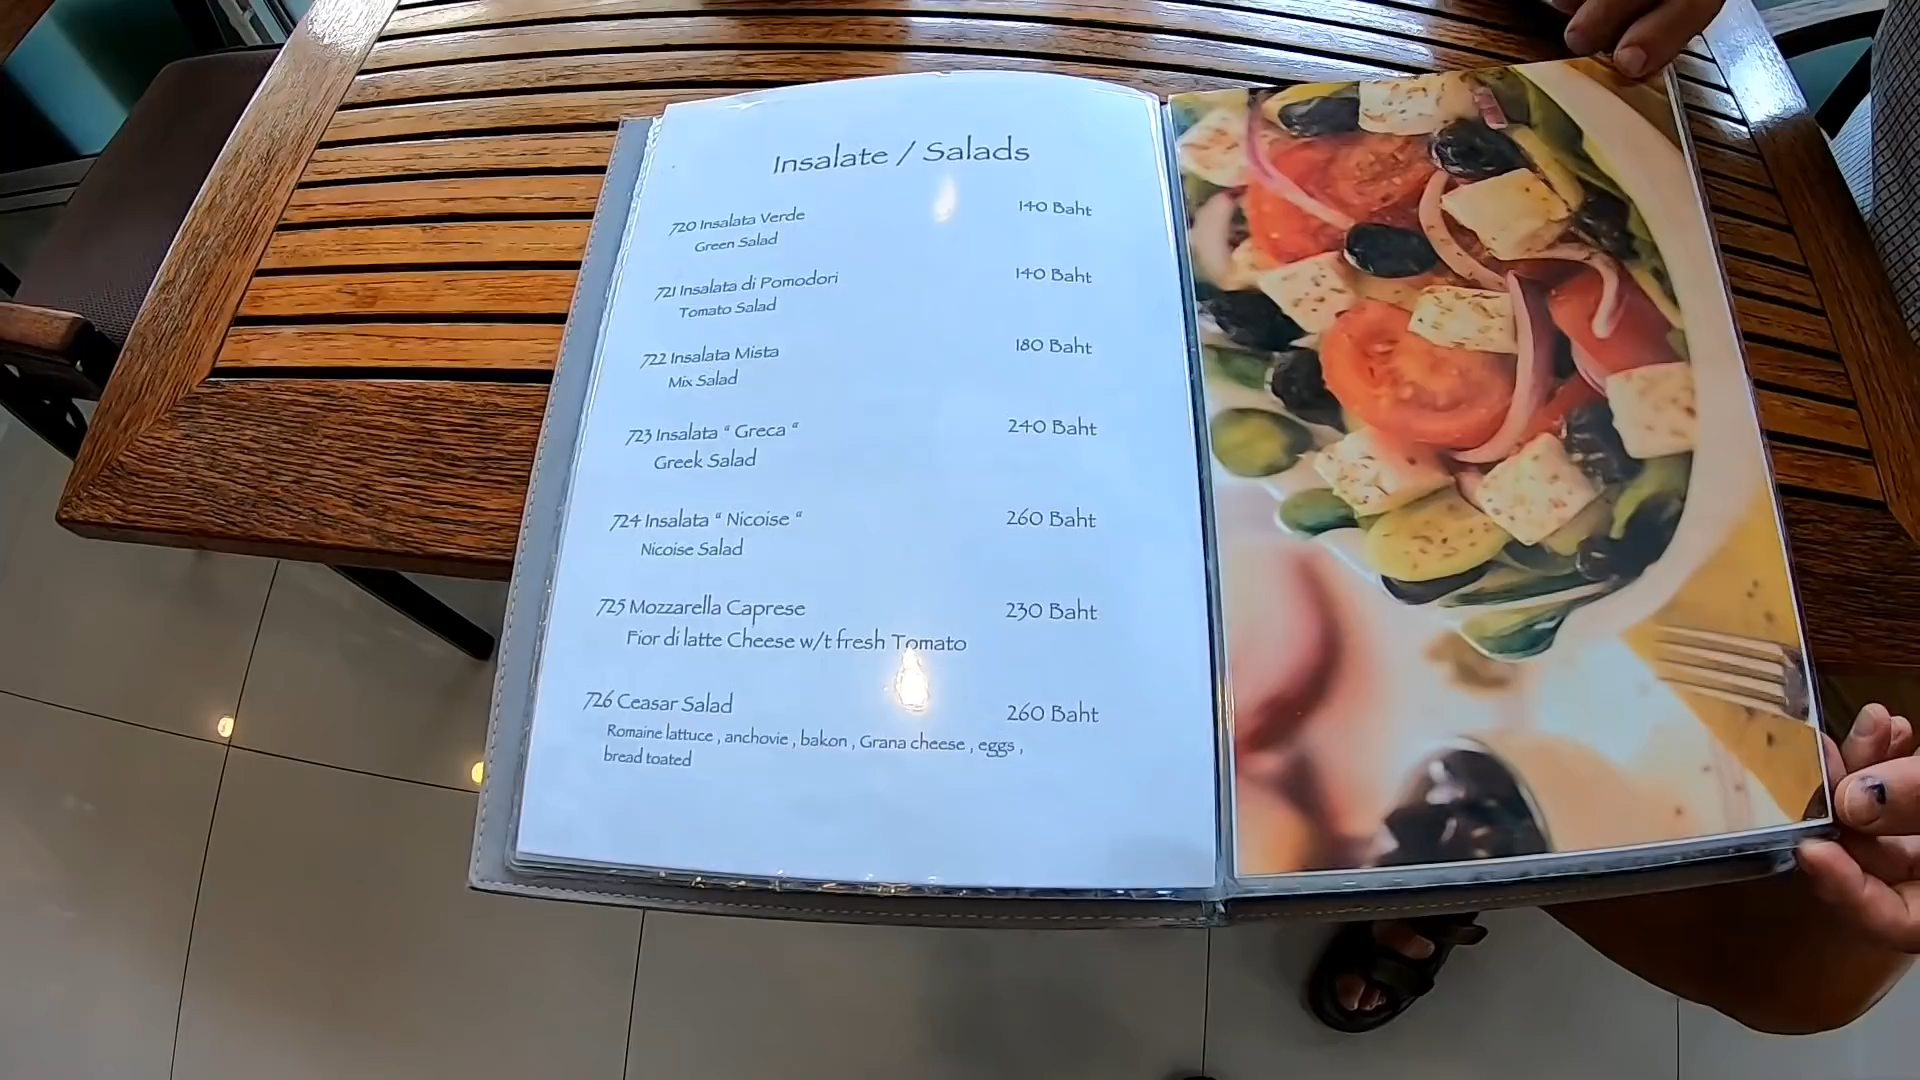 Insalate / Salads
720 Insalata Verde 140 Baht
Green Salad
721 Insalata di Pomodori 140 Baht
Tomato Salad
722 Insalata Mista 180 Baht
Mix Salad
723 Insalata “ Greca “ 240 Baht
Greek Salad
724 Insalata “ Nicoise “ 260 Baht
Nicoise Salad
725 Mozzarella Caprese 230 Baht
Fior di latte Cheese w/t fresh Tomato
726 Ceasar Salad 260 Baht
Romaine lattuce , anchovie , bakon , Grana cheese , eggs ,
bread toated